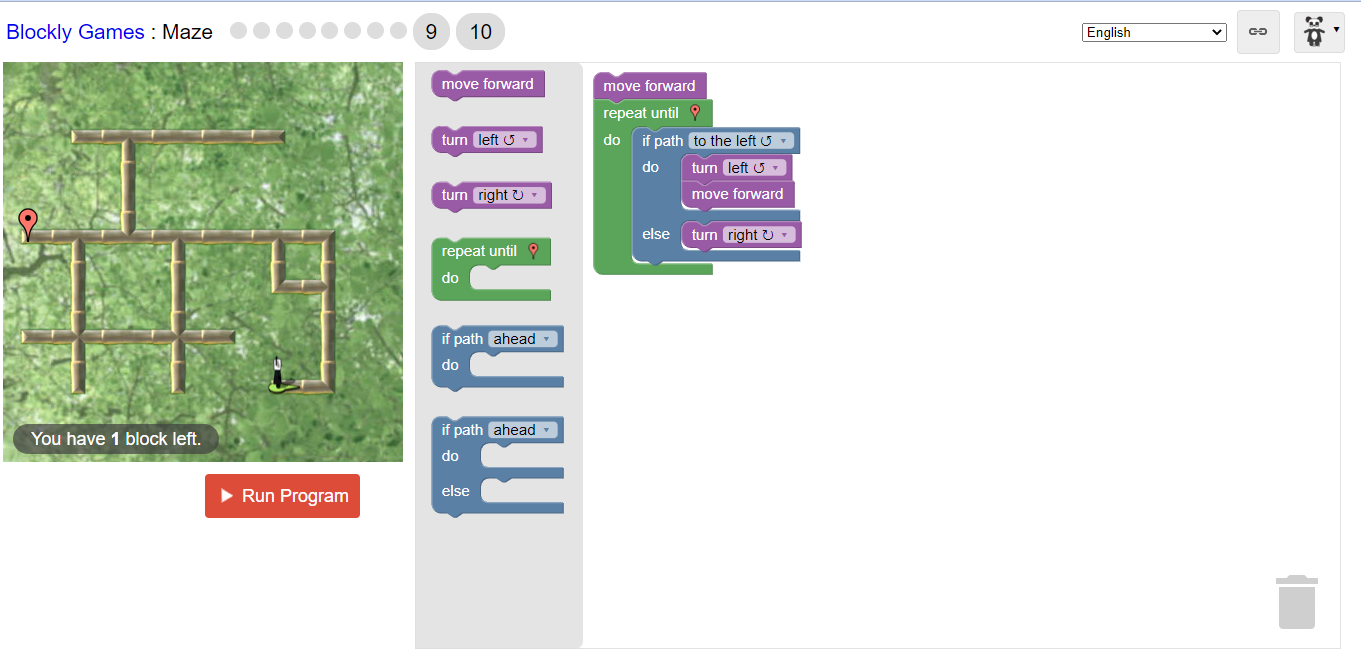 Blockly Games : Maze 9 10 English
move forward
turn left ↺
turn right ↻
repeat until
do
if path ahead
do
if path ahead
do
else
move forward
repeat until
do if path to the left ↺
do turn left ↺
move forward
else turn right ↻
You have 1 block left.
Run Program